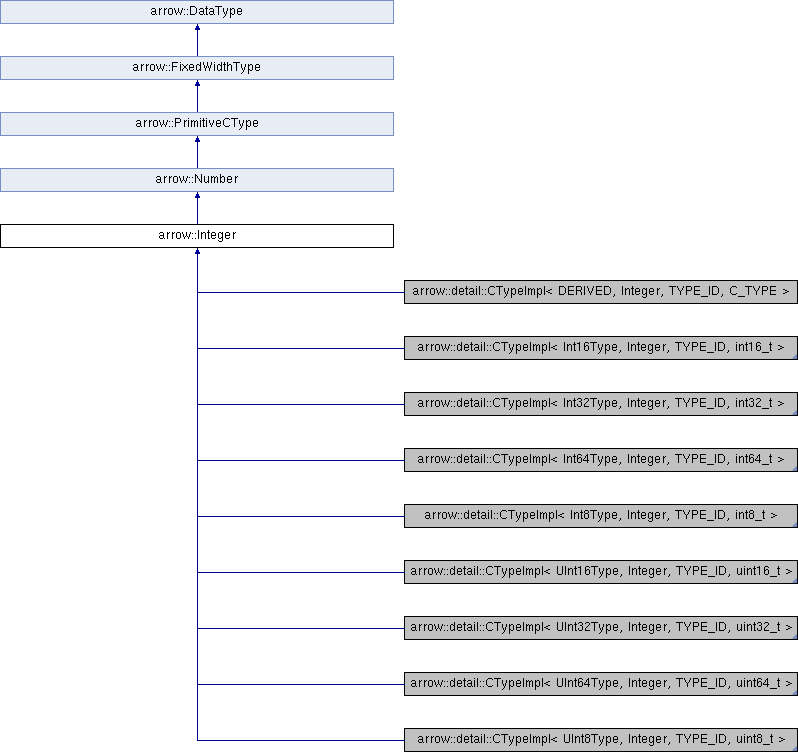 arrow::DataType
arrow::FixedWidthType
arrow::PrimitiveCType
arrow::Number
arrow::Integer
arrow::detail::CTypeImpl< DERIVED, Integer, TYPE_ID, C_TYPE >
arrow::detail::CTypeImpl< Int16Type, Integer, TYPE_ID, int16_t >
arrow::detail::CTypeImpl< Int32Type, Integer, TYPE_ID, int32_t >
arrow::detail::CTypeImpl< Int64Type, Integer, TYPE_ID, int64_t >
arrow::detail::CTypeImpl< Int8Type, Integer, TYPE_ID, int8_t >
arrow::detail::CTypeImpl< UInt16Type, Integer, TYPE_ID, uint16_t >
arrow::detail::CTypeImpl< UInt32Type, Integer, TYPE_ID, uint32_t >
arrow::detail::CTypeImpl< UInt64Type, Integer, TYPE_ID, uint64_t >
arrow::detail::CTypeImpl< UInt8Type, Integer, TYPE_ID, uint8_t >